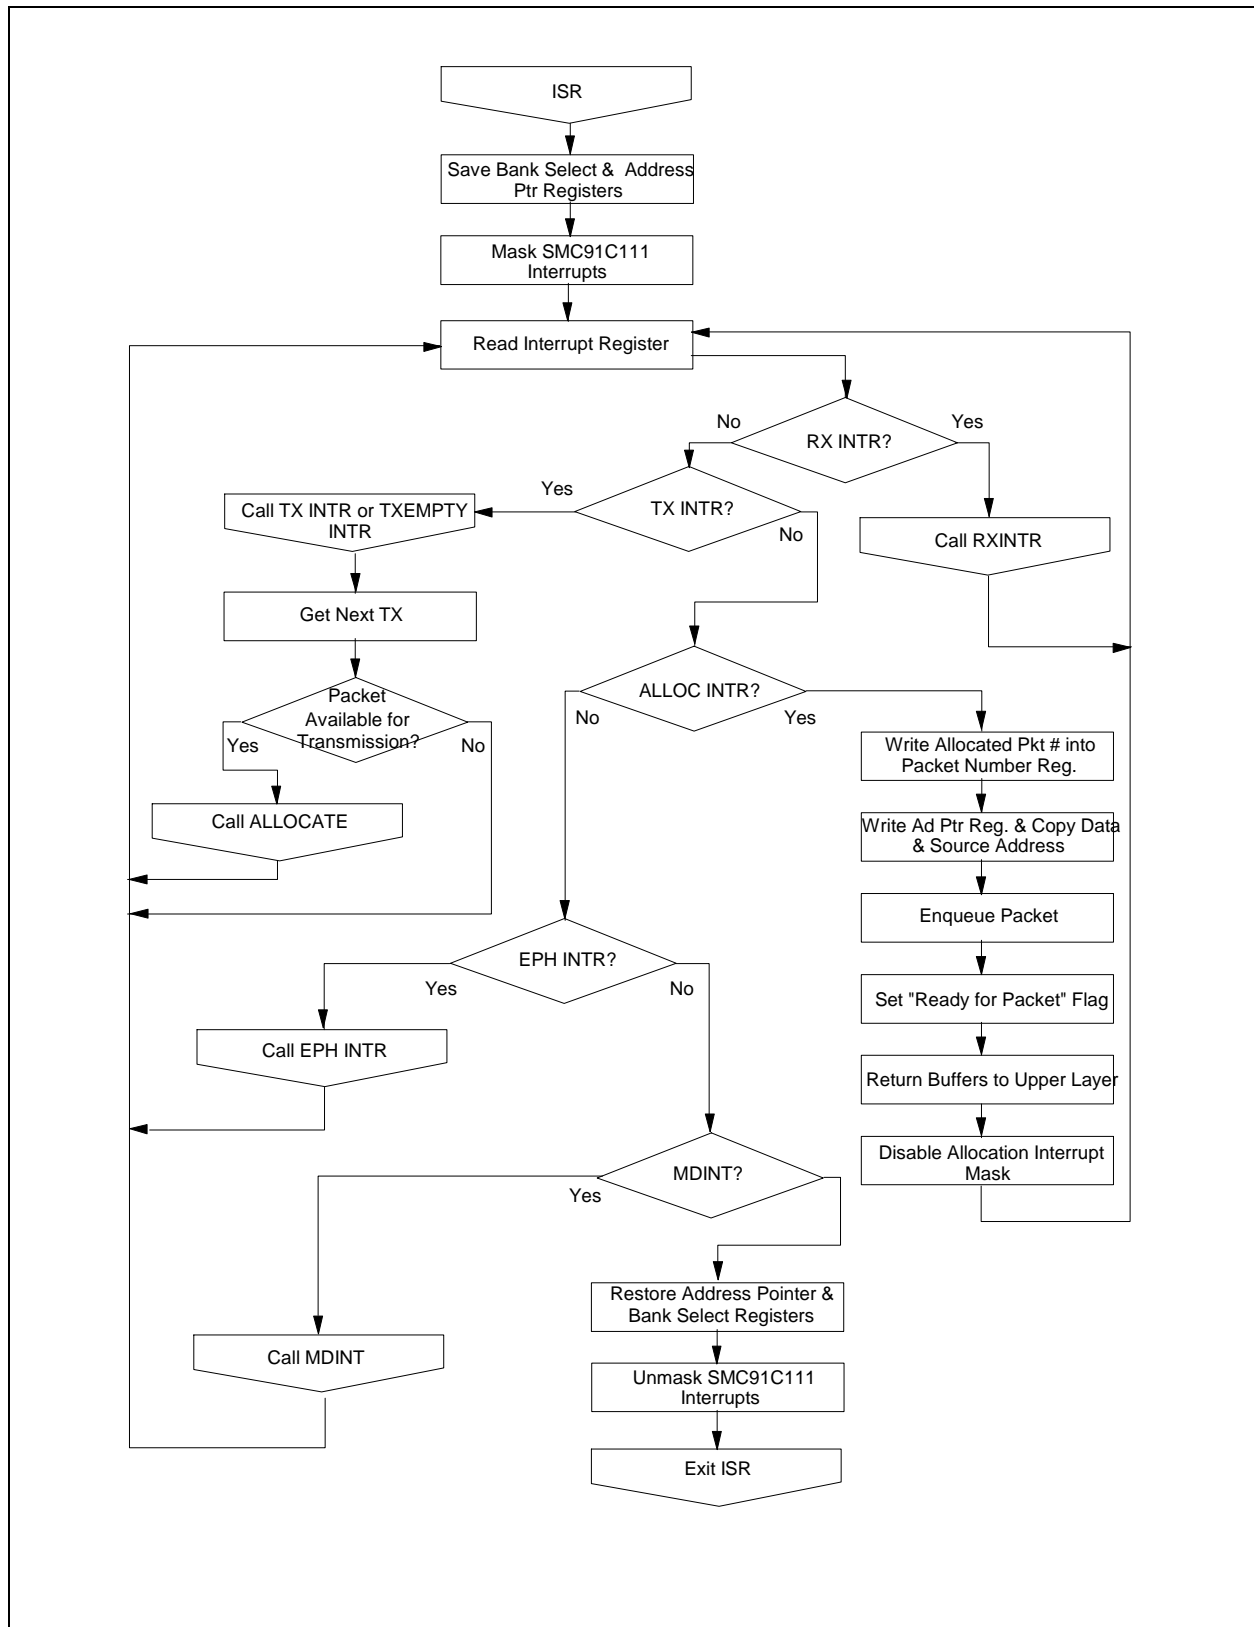 ISR
Save Bank Select & Address
Ptr Registers
Mask SMC91C111
Interrupts
Read Interrupt Register
No
Yes
RX INTR?
Yes
TX INTR?
No
Call TX INTR or TXEMPTY
INTR
Call RXINTR
Get Next TX
Packet
Available for
Transmission?
Yes
No
ALLOC INTR?
No
Yes
Write Allocated Pkt # into
Packet Number Reg.
Call ALLOCATE
Write Ad Ptr Reg. & Copy Data
& Source Address
Enqueue Packet
EPH INTR?
Yes
No
Set "Ready for Packet" Flag
Call EPH INTR
Return Buffers to Upper Layer
Disable Allocation Interrupt
Mask
MDINT?
Yes
Restore Address Pointer &
Bank Select Registers
Call MDINT
Unmask SMC91C111
Interrupts
Exit ISR